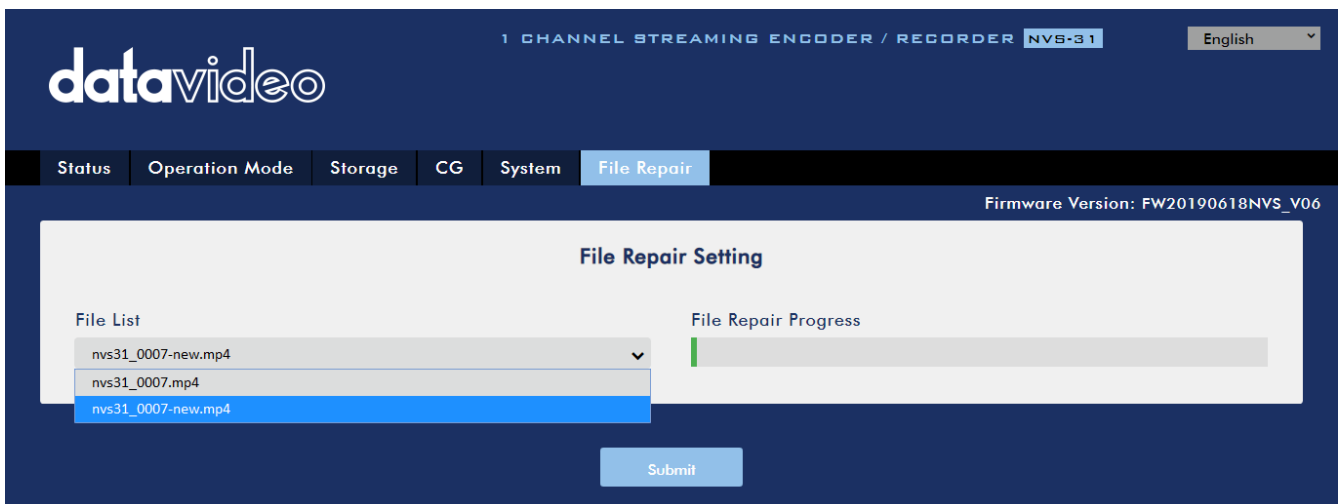 1 CHANNEL STREAMING ENCODER / RECORDER NVS-31
English
datavideo
Status Operation Mode Storage CG System File Repair
Firmware Version: FW20190618NVS_V06
File Repair Setting
File List
File Repair Progress
nvs31_0007-new.mp4
nvs31_0007.mp4
nvs31_0007-new.mp4
Submit